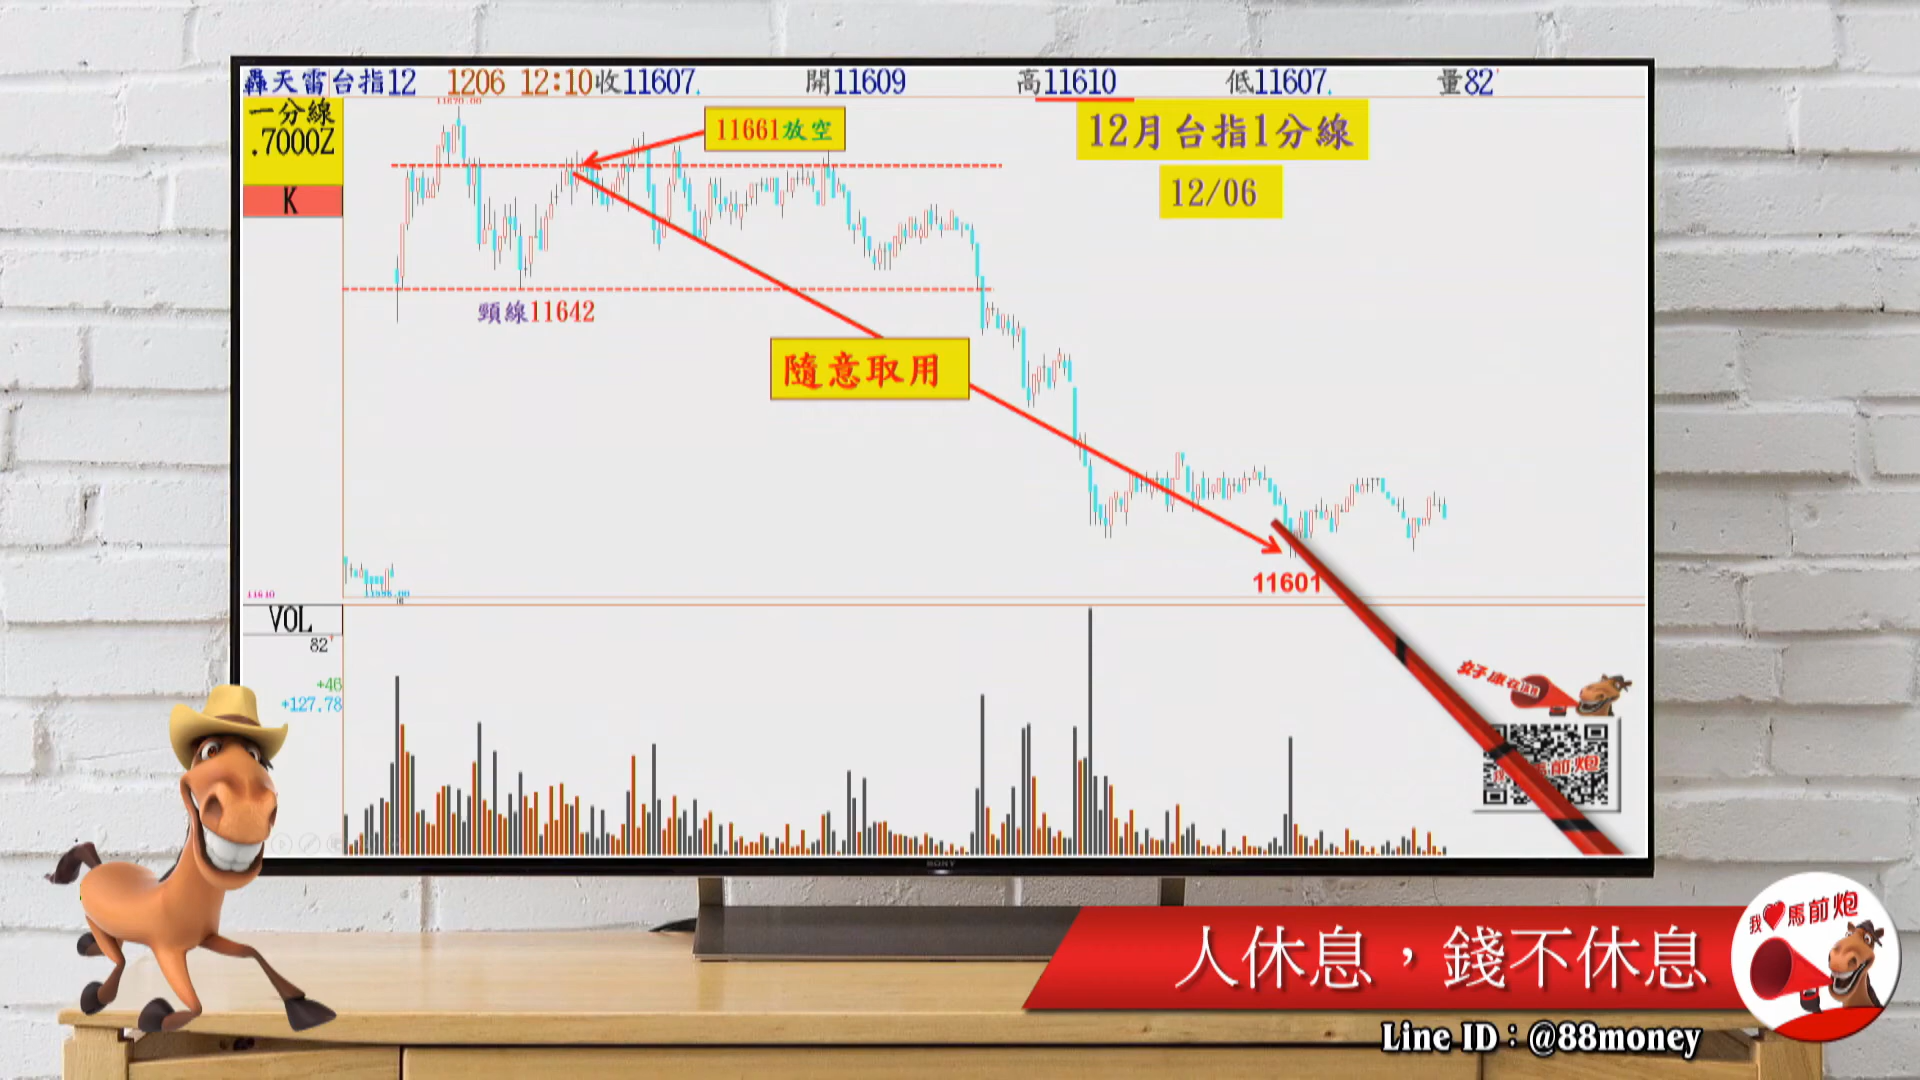 轟天雷台指12 1206 12:10收11607. 開11609 高11610 低11607. 量82
一分線
.7000Z
K
11670.00
11661放空
12月台指1分線
12/06
頸線11642
隨意取用
11601
11610
VOL
82
+46
+127.78
SONY
人休息，錢不休息
我 馬前炮
Line ID：@88money